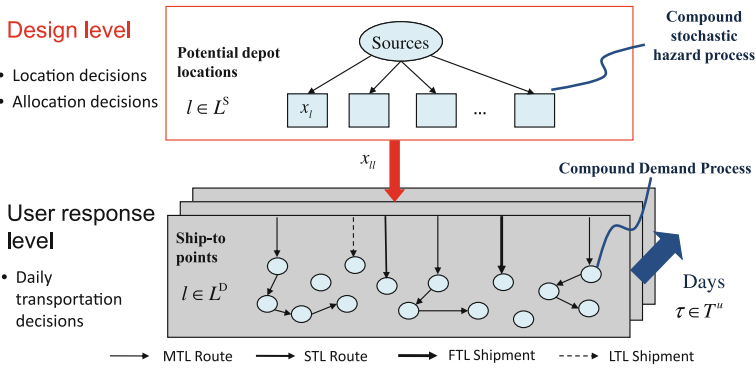 Design level
• Location decisions
• Allocation decisions
Potential depot
locations
l ∈ L^S
Sources
x_l
...
Compound
stochastic
hazard process
x_ll
Compound Demand Process
User response
level
• Daily
transportation
decisions
Ship-to
points
l ∈ L^D
Days
τ ∈ T^u
MTL Route
STL Route
FTL Shipment
LTL Shipment